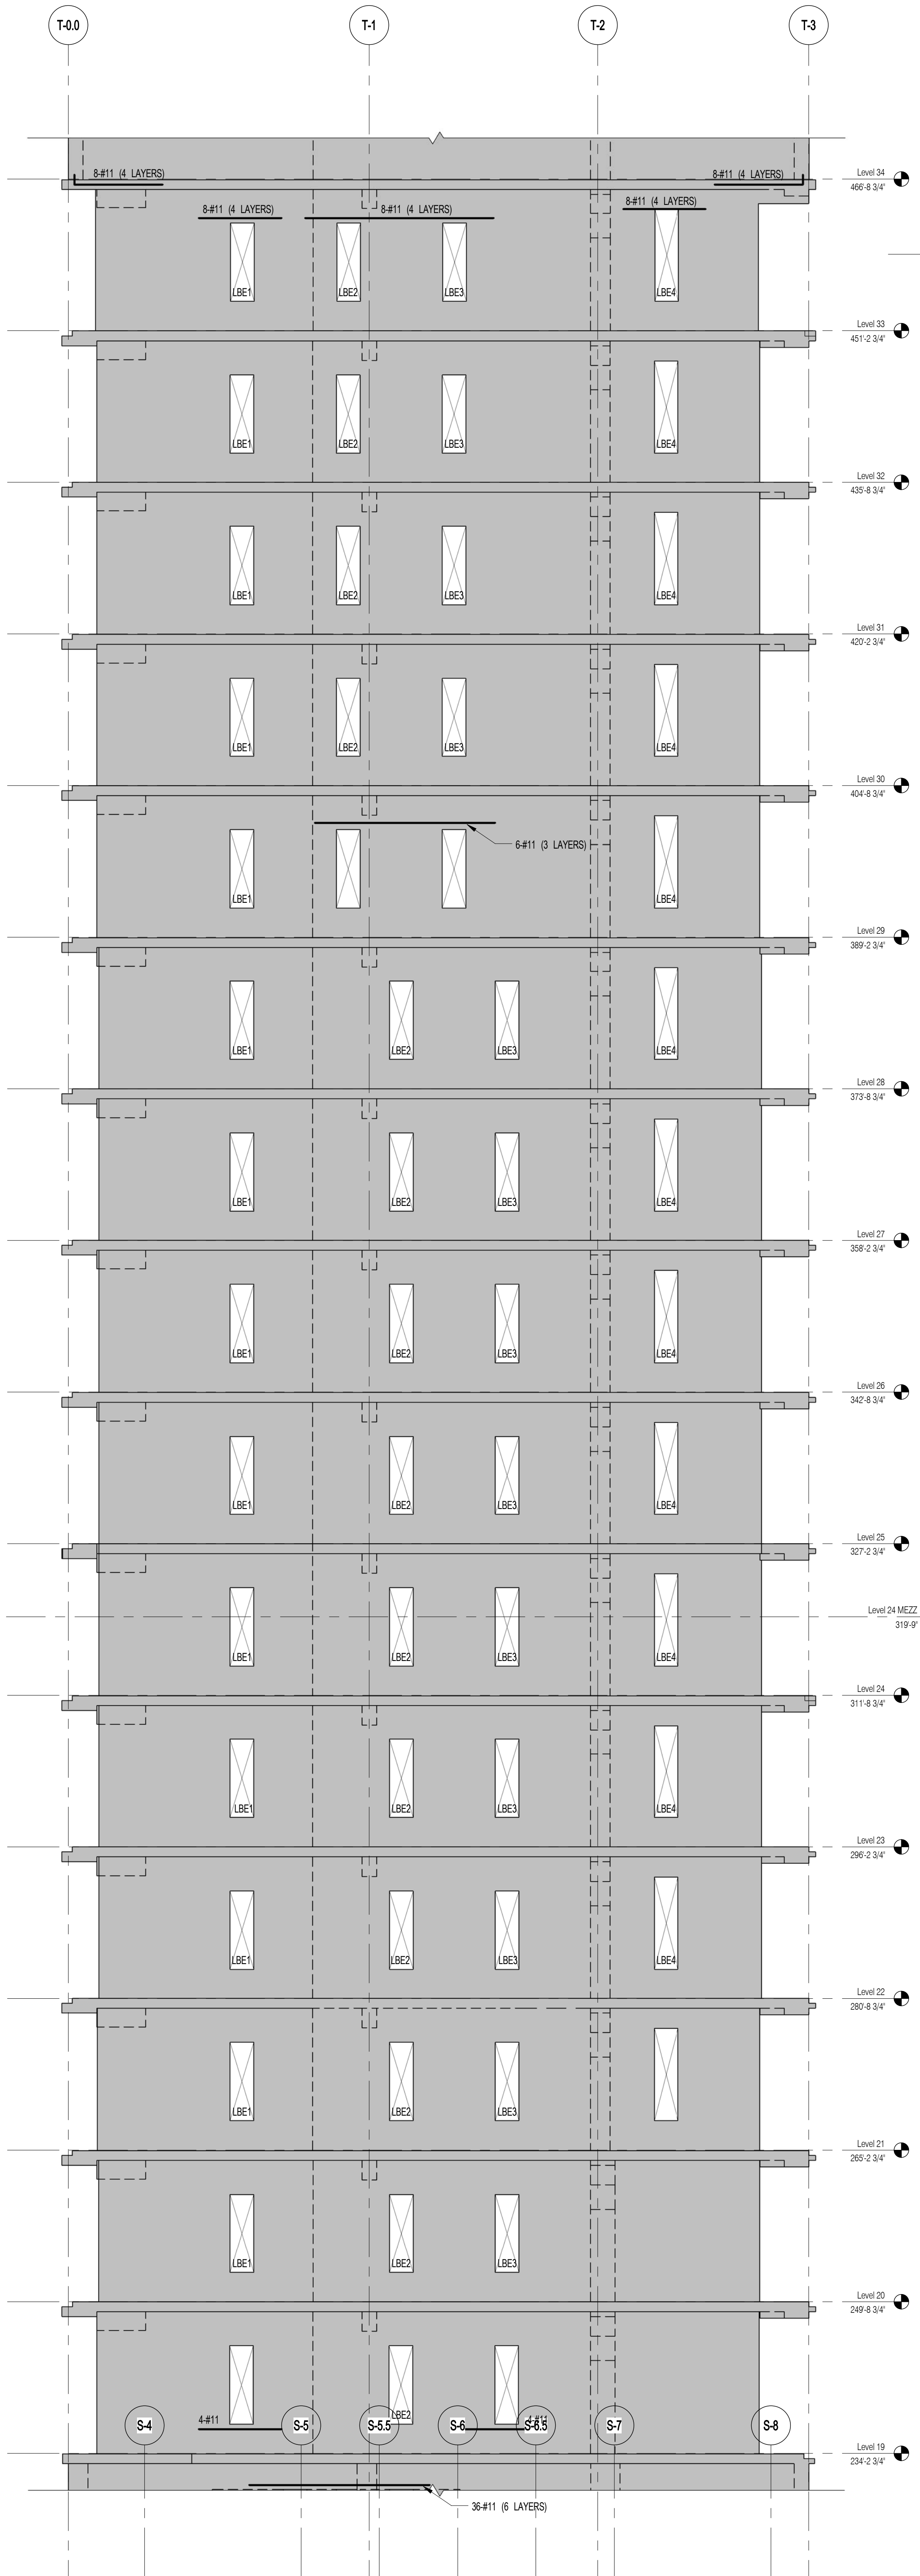 T-0.0 T-1 T-2 T-3
8-#11 (4 LAYERS) 8-#11 (4 LAYERS) Level 34
466'-8 3/4"
8-#11 (4 LAYERS) 8-#11 (4 LAYERS) 8-#11 (4 LAYERS)
LBE1 LBE2 LBE3 LBE4
Level 33
451'-2 3/4"
LBE1 LBE2 LBE3 LBE4
Level 32
435'-8 3/4"
LBE1 LBE2 LBE3 LBE4
Level 31
420'-2 3/4"
LBE1 LBE2 LBE3 LBE4
Level 30
404'-8 3/4"
6-#11 (3 LAYERS)
LBE1 LBE4
Level 29
389'-2 3/4"
LBE1 LBE2 LBE3 LBE4
Level 28
373'-8 3/4"
LBE1 LBE2 LBE3 LBE4
Level 27
358'-2 3/4"
LBE1 LBE2 LBE3 LBE4
Level 26
342'-8 3/4"
LBE1 LBE2 LBE3 LBE4
Level 25
327'-2 3/4"
Level 24 MEZZ
319'-9"
LBE1 LBE2 LBE3 LBE4
Level 24
311'-8 3/4"
LBE1 LBE2 LBE3 LBE4
Level 23
296'-2 3/4"
LBE1 LBE2 LBE3 LBE4
Level 22
280'-8 3/4"
LBE1 LBE2 LBE3
Level 21
265'-2 3/4"
LBE1 LBE2 LBE3
Level 20
249'-8 3/4"
LBE2
4-#11 4-#11
S-4 S-5 S-5.5 S-6 S-6.5 S-7 S-8
Level 19
234'-2 3/4"
36-#11 (6 LAYERS)